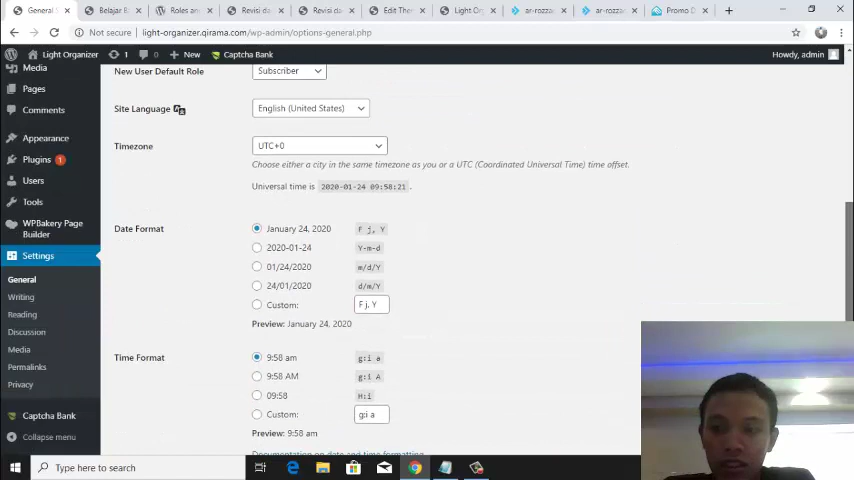 General S
Belajar B
Roles an
Revisi da
Revisi da
Edit Them
Light Org
ar-rozza
ar-rozza
Promo D
Not secure | light-organizer.qirama.com/wp-admin/options-general.php
Light Organizer 1 0 New Captcha Bank Howdy, admin
Media
Pages
Comments
Appearance
Plugins 1
Users
Tools
WPBakery Page
Builder
Settings
General
Writing
Reading
Discussion
Media
Permalinks
Privacy
Captcha Bank
Collapse menu
New User Default Role Subscriber
Site Language English (United States)
Timezone UTC+0
Choose either a city in the same timezone as you or a UTC (Coordinated Universal Time) time offset.
Universal time is 2020-01-24 09:58:21 .
Date Format January 24, 2020 F j, Y
2020-01-24 Y-m-d
01/24/2020 m/d/Y
24/01/2020 d/m/Y
Custom: F j, Y
Preview: January 24, 2020
Time Format 9:58 am g:i a
9:58 AM g:i A
09:58 H:i
Custom: g:i a
Preview: 9:58 am
Documentation on date and time formatting.
Type here to search